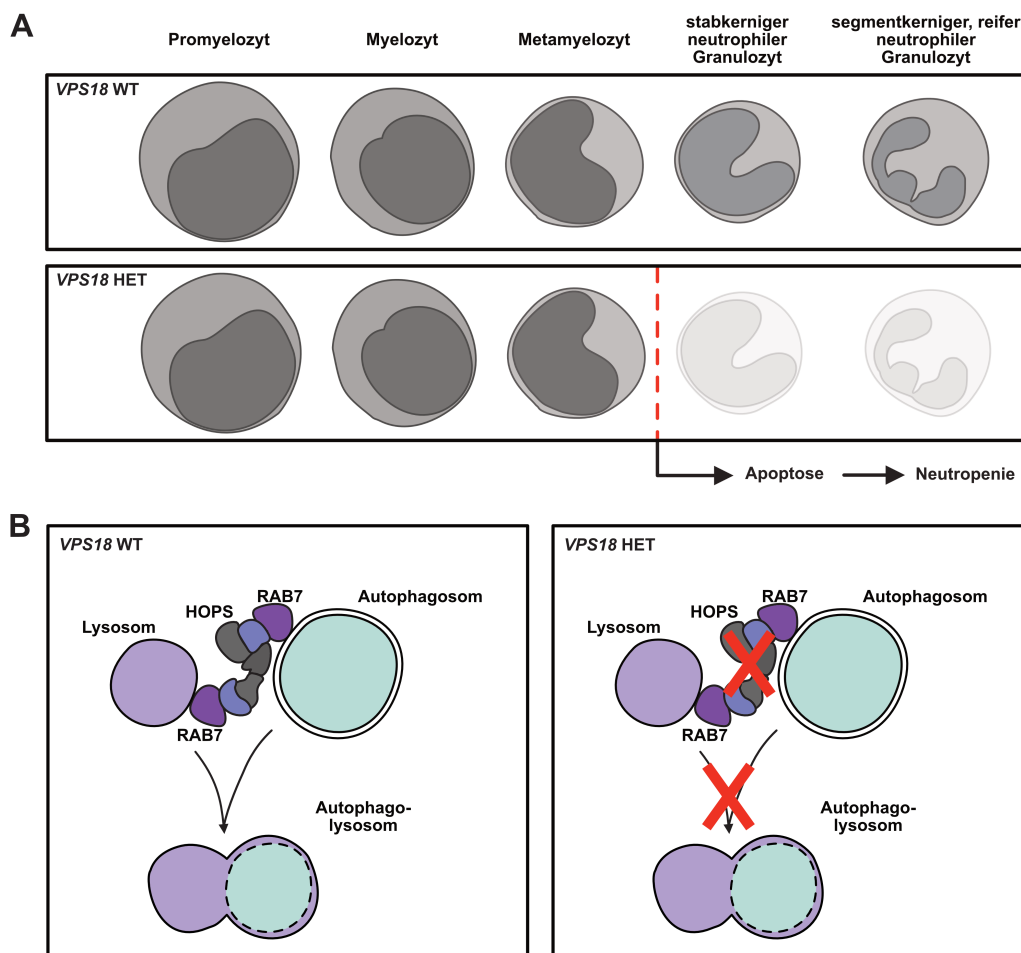 A
Promyelozyt
Myelozyt
Metamyelozyt
stabkerniger
neutrophiler
Granulozyt
segmentkerniger, reifer
neutrophiler
Granulozyt
VPS18 WT
VPS18 HET
Apoptose
Neutropenie
B
VPS18 WT
RAB7
HOPS
Autophagosom
Lysosom
RAB7
Autophago-
lysosom
VPS18 HET
RAB7
HOPS
Autophagosom
Lysosom
RAB7
Autophago-
lysosom